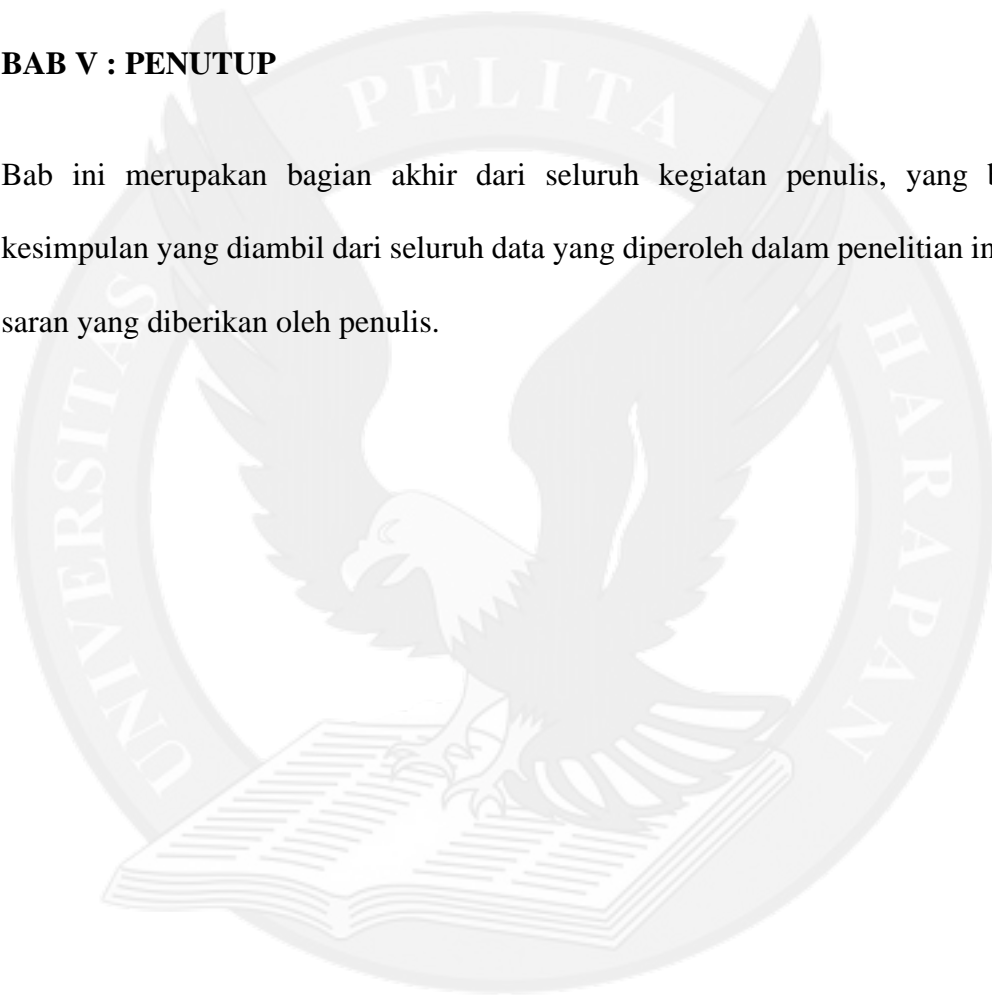 BAB V : PENUTUP
PELITA
Bab ini merupakan bagian akhir dari seluruh kegiatan penulis, yang
kesimpulan yang diambil dari seluruh data yang diperoleh dalam penelitian
saran yang diberikan oleh penulis.
UNIVERSITAS
HARAPAN